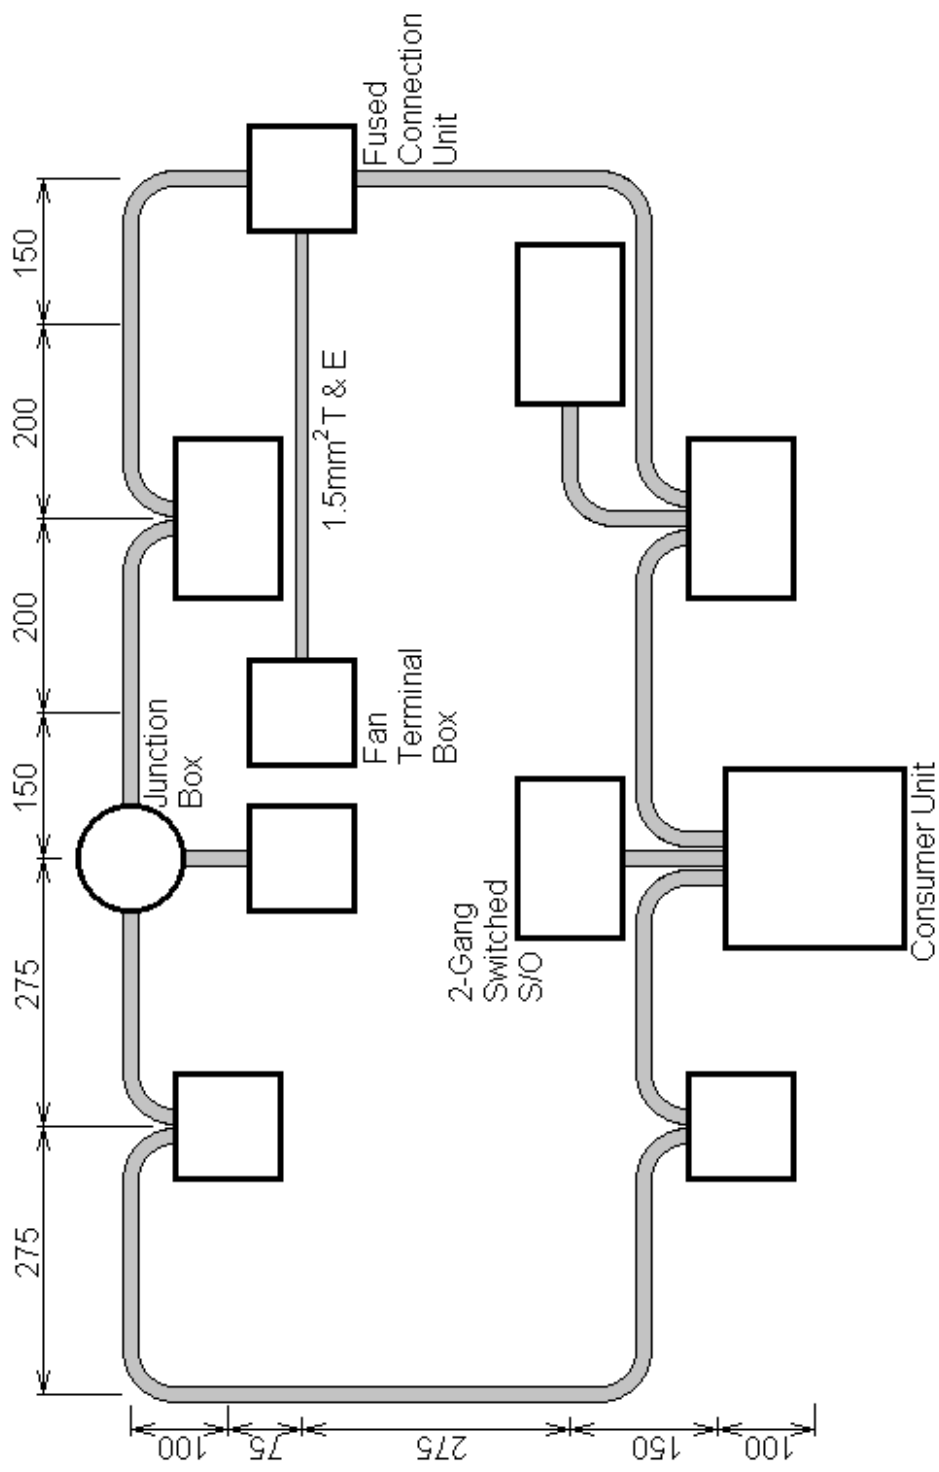 275
275
150
200
200
150
100
75
275
150
100
Junction
Box
Fan
Terminal
Box
1.5mm² T & E
Fused
Connection
Unit
2-Gang
Switched
S/O
Consumer Unit